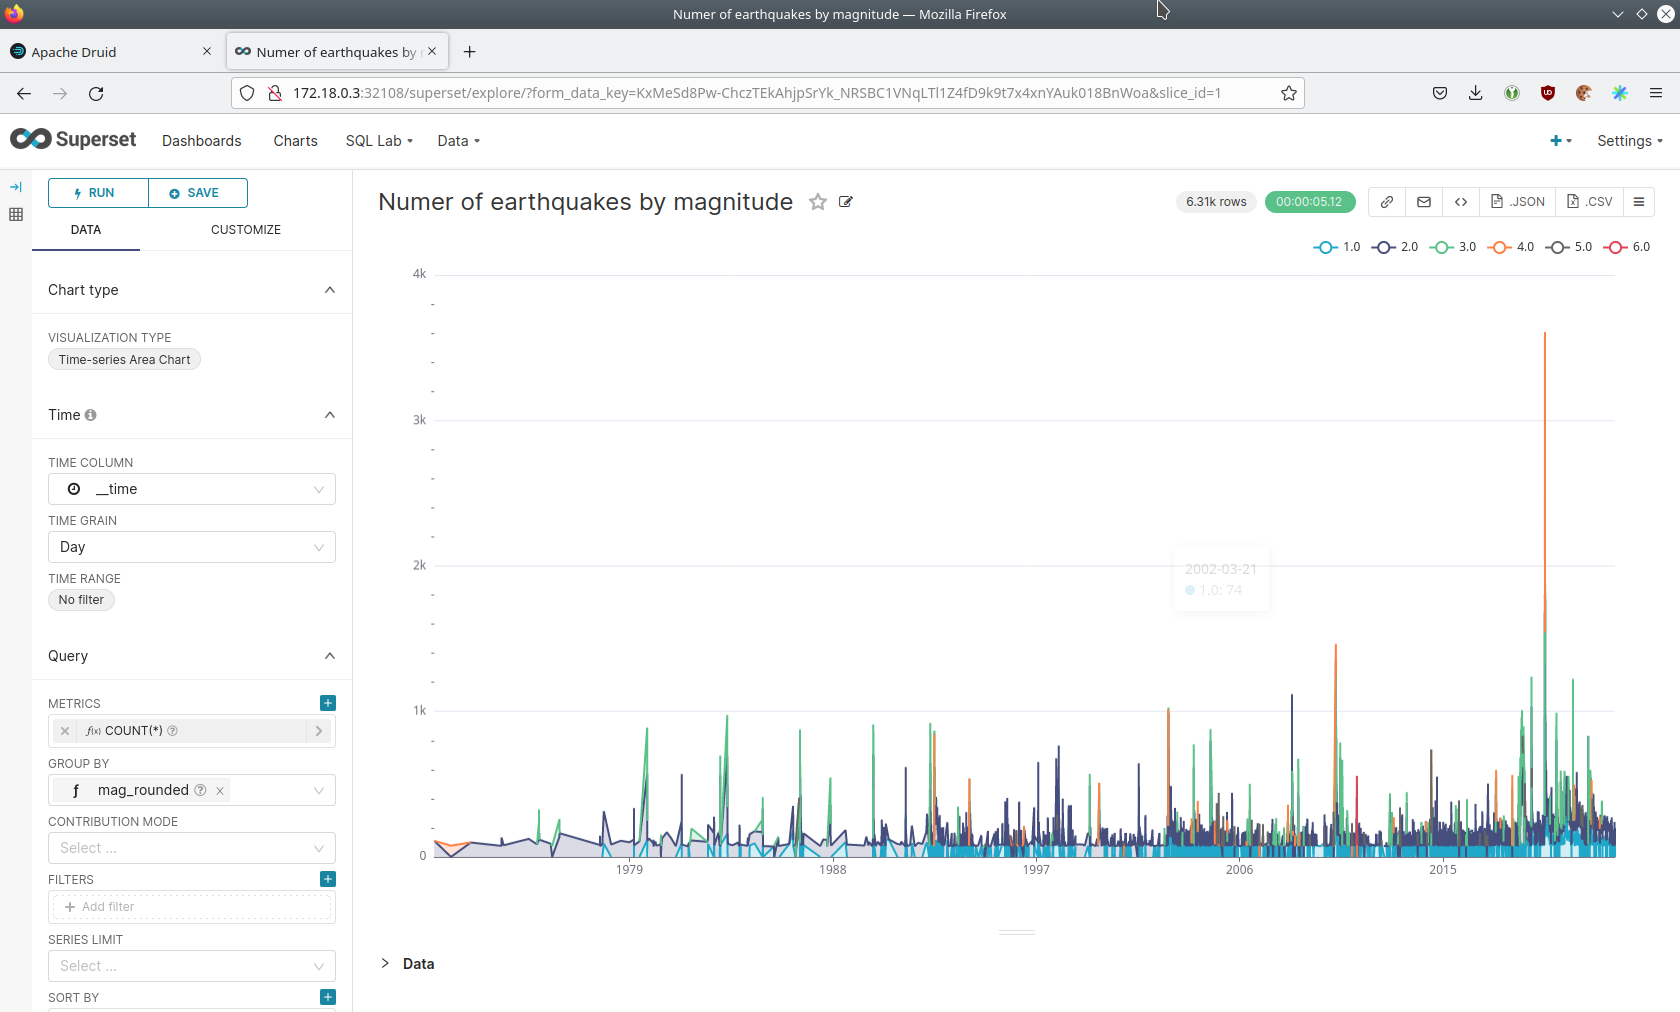 Numer of earthquakes by magnitude — Mozilla Firefox
Apache Druid
Numer of earthquakes by
172.18.0.3:32108/superset/explore/?form_data_key=KxMeSd8Pw-ChczTEkAhjpSrYk_NRSBC1VNqLTl1Z4fD9k9t7x4xnYAuk018BnWoa&slice_id=1
Superset Dashboards Charts SQL Lab Data Settings
RUN SAVE
DATA CUSTOMIZE
Chart type
VISUALIZATION TYPE
Time-series Area Chart
Time
TIME COLUMN
__time
TIME GRAIN
Day
TIME RANGE
No filter
Query
METRICS
f(x) COUNT(*)
GROUP BY
ƒ mag_rounded
CONTRIBUTION MODE
Select ...
FILTERS
Add filter
SERIES LIMIT
Select ...
SORT BY
Numer of earthquakes by magnitude
6.31k rows 00:00:05.12 .JSON .CSV
1.0 2.0 3.0 4.0 5.0 6.0
4k
3k
2k
1k
0
2002-03-21
1.0: 74
1979 1988 1997 2006 2015
Data